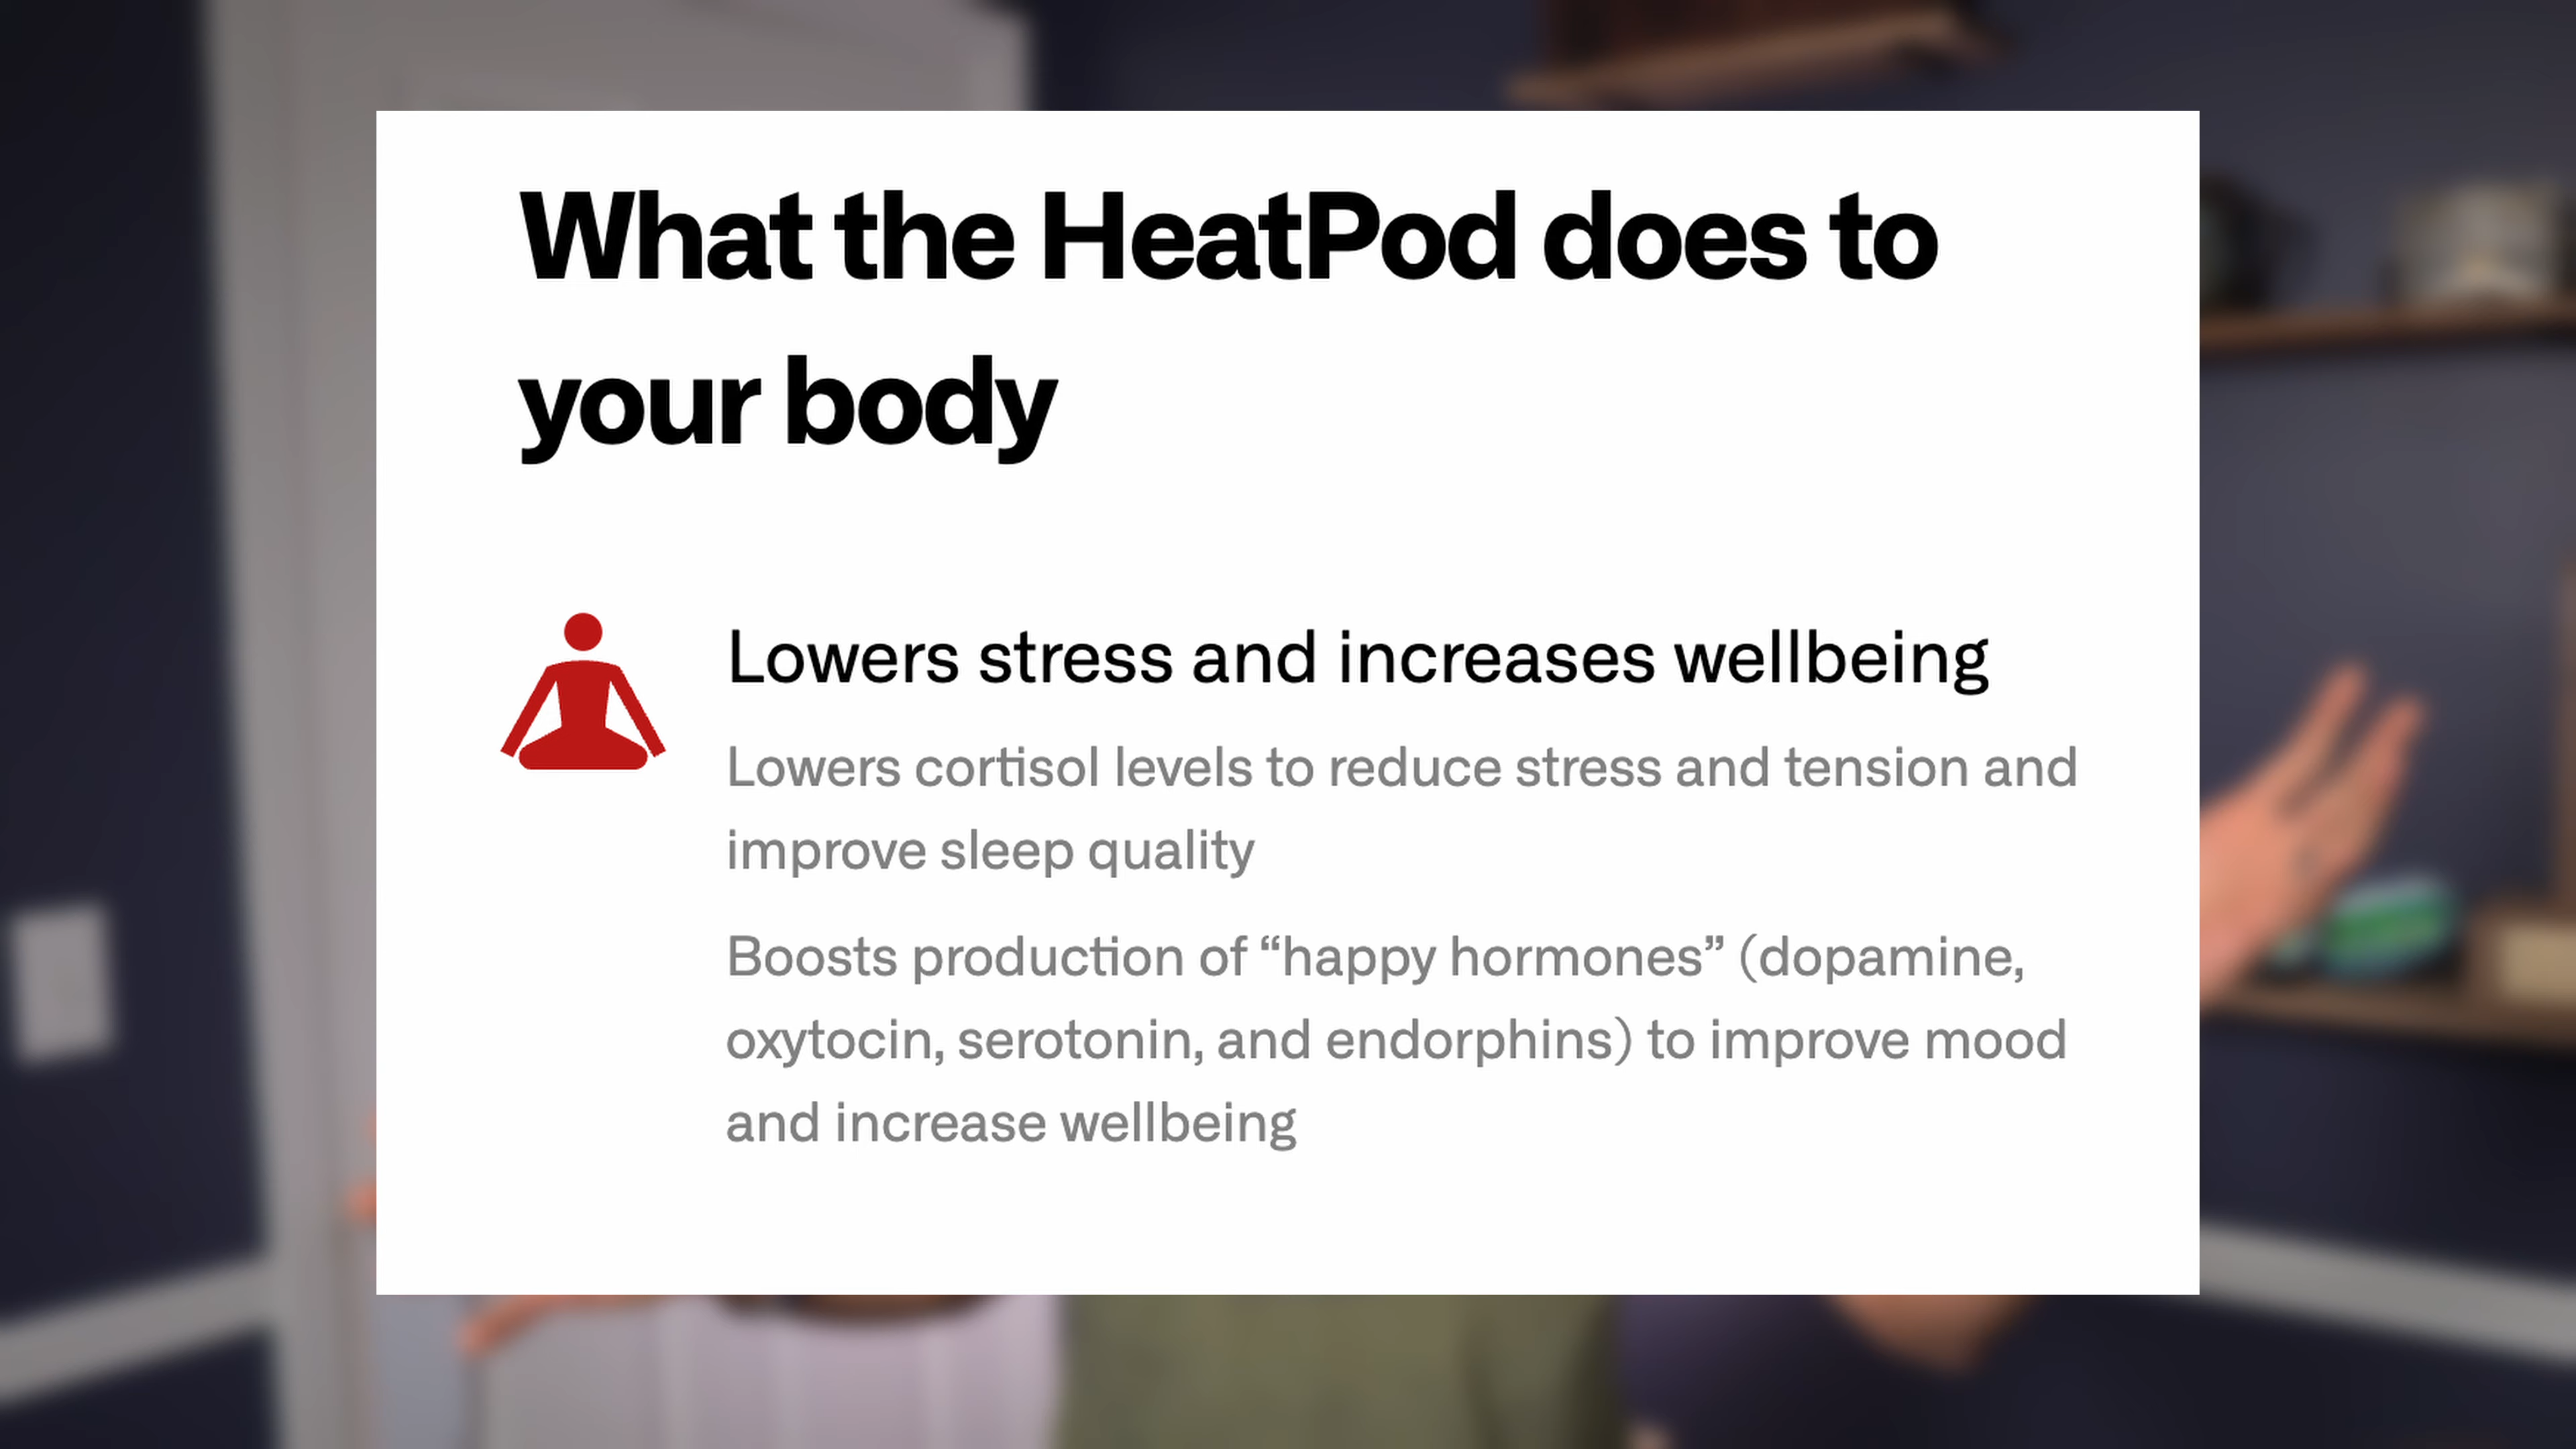 What the HeatPod does to
your body
Lowers stress and increases wellbeing
Lowers cortisol levels to reduce stress and tension and
improve sleep quality
Boosts production of “happy hormones” (dopamine,
oxytocin, serotonin, and endorphins) to improve mood
and increase wellbeing